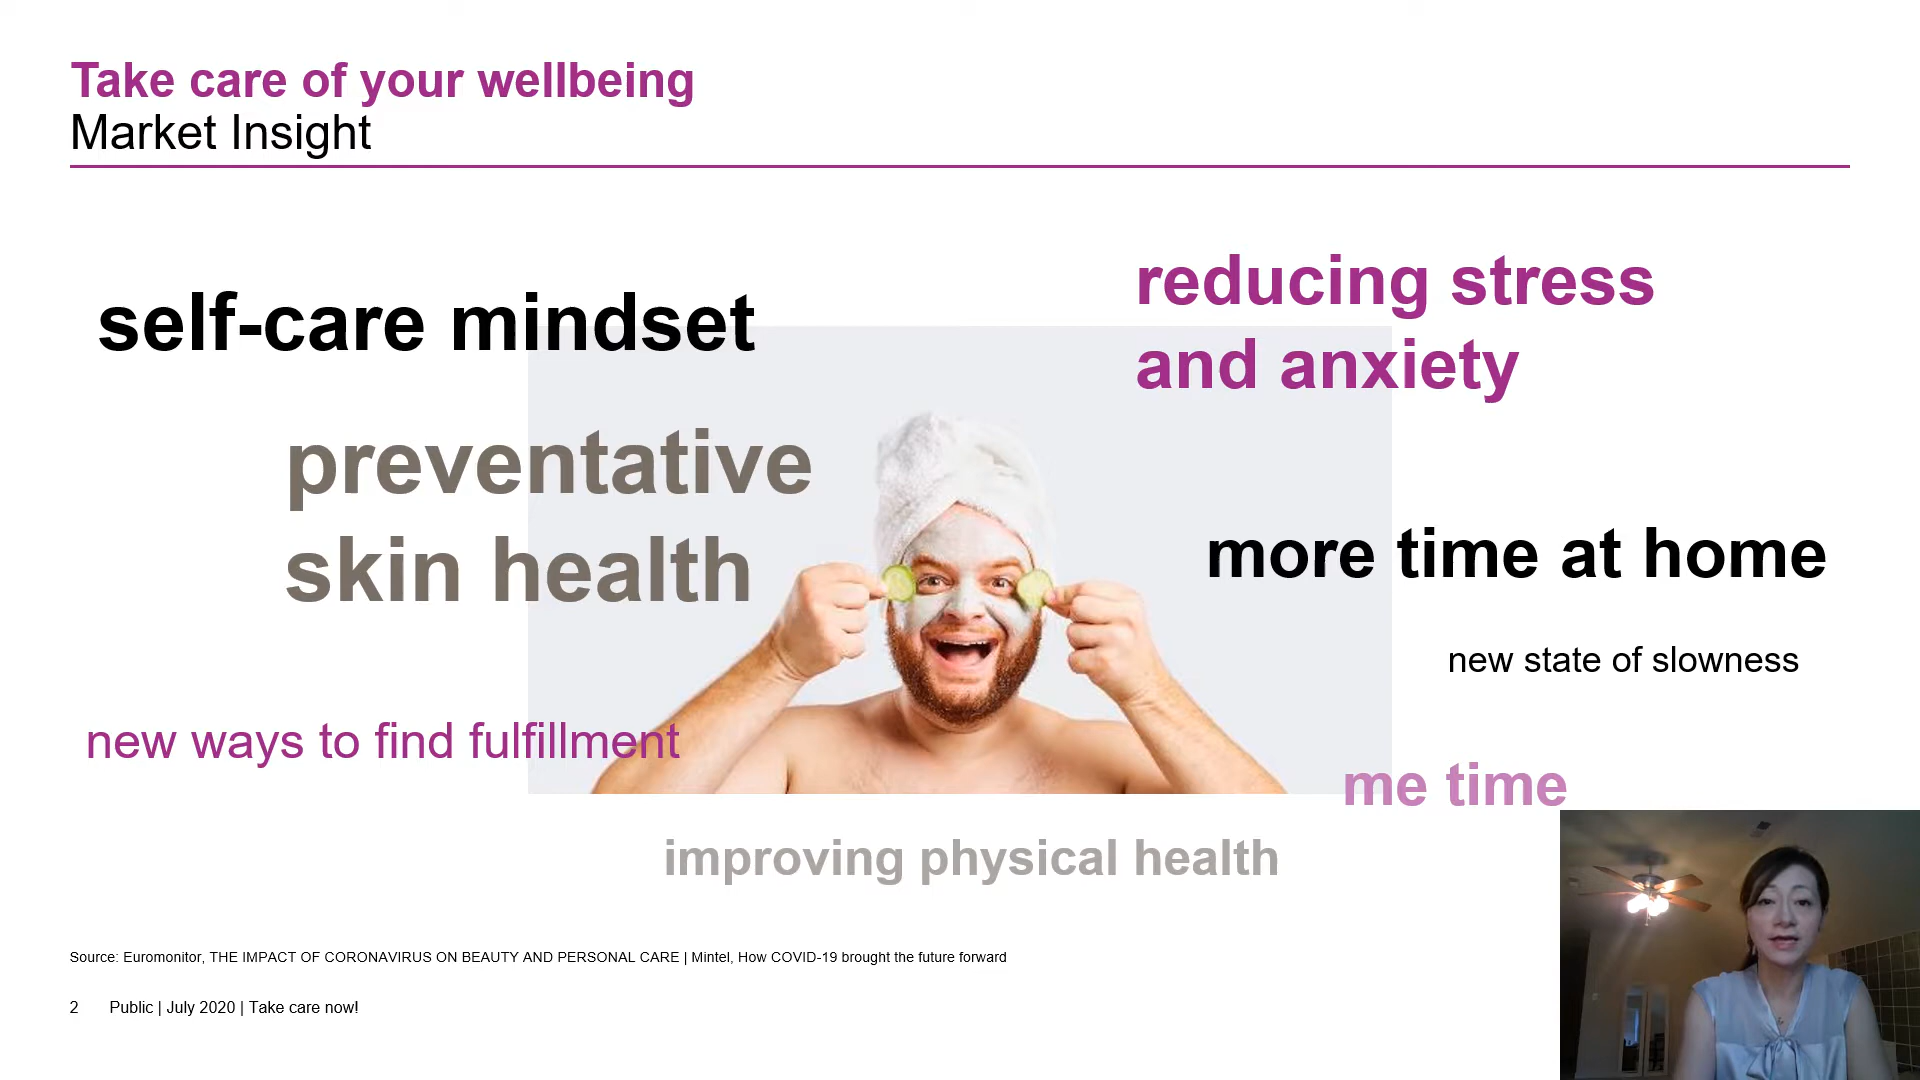 Take care of your wellbeing
Market Insight
self-care mindset
reducing stress
and anxiety
preventative
skin health
more time at home
new state of slowness
new ways to find fulfillment
me time
improving physical health
Source: Euromonitor, THE IMPACT OF CORONAVIRUS ON BEAUTY AND PERSONAL CARE | Mintel, How COVID-19 brought the future forward
2 Public | July 2020 | Take care now!